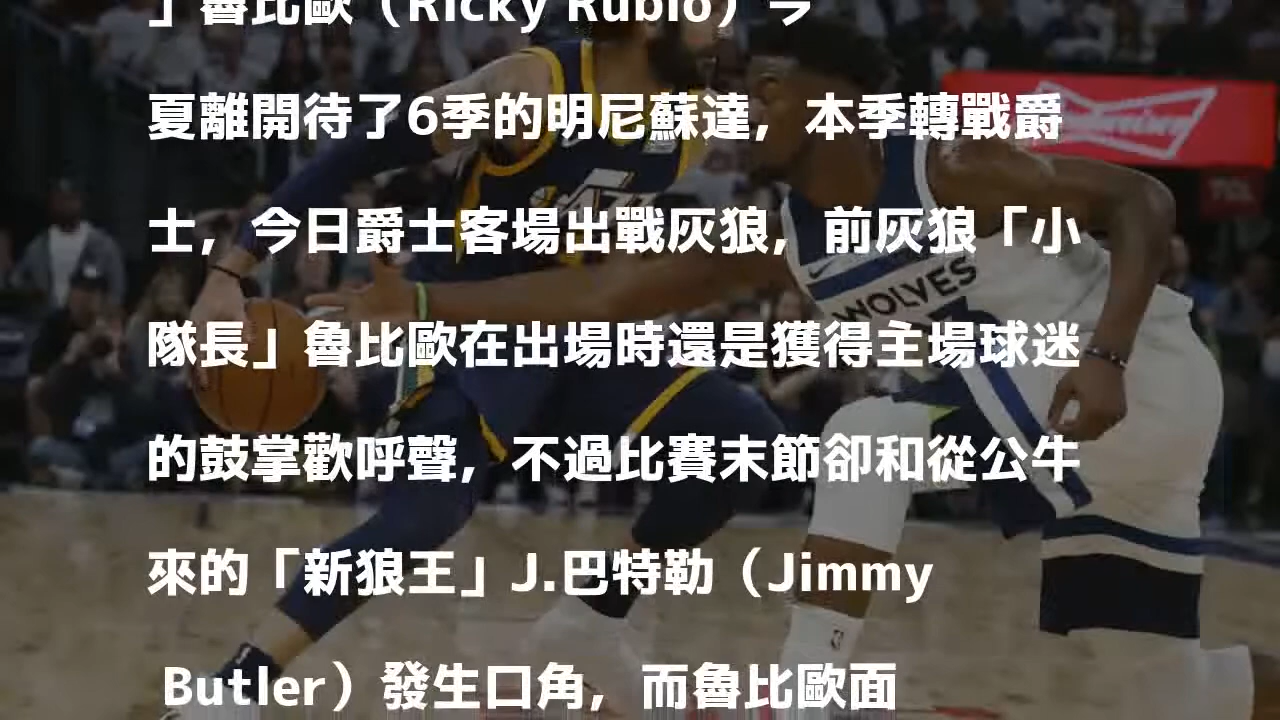 」魯比歐（Ricky Rubio）今
夏離開待了6季的明尼蘇達，本季轉戰爵
士，今日爵士客場出戰灰狼，前灰狼「小
隊長」魯比歐在出場時還是獲得主場球迷
的鼓掌歡呼聲，不過比賽末節卻和從公牛
來的「新狼王」J.巴特勒（Jimmy
Butler）發生口角，而魯比歐面
Budweiser
TCL
WOLVES